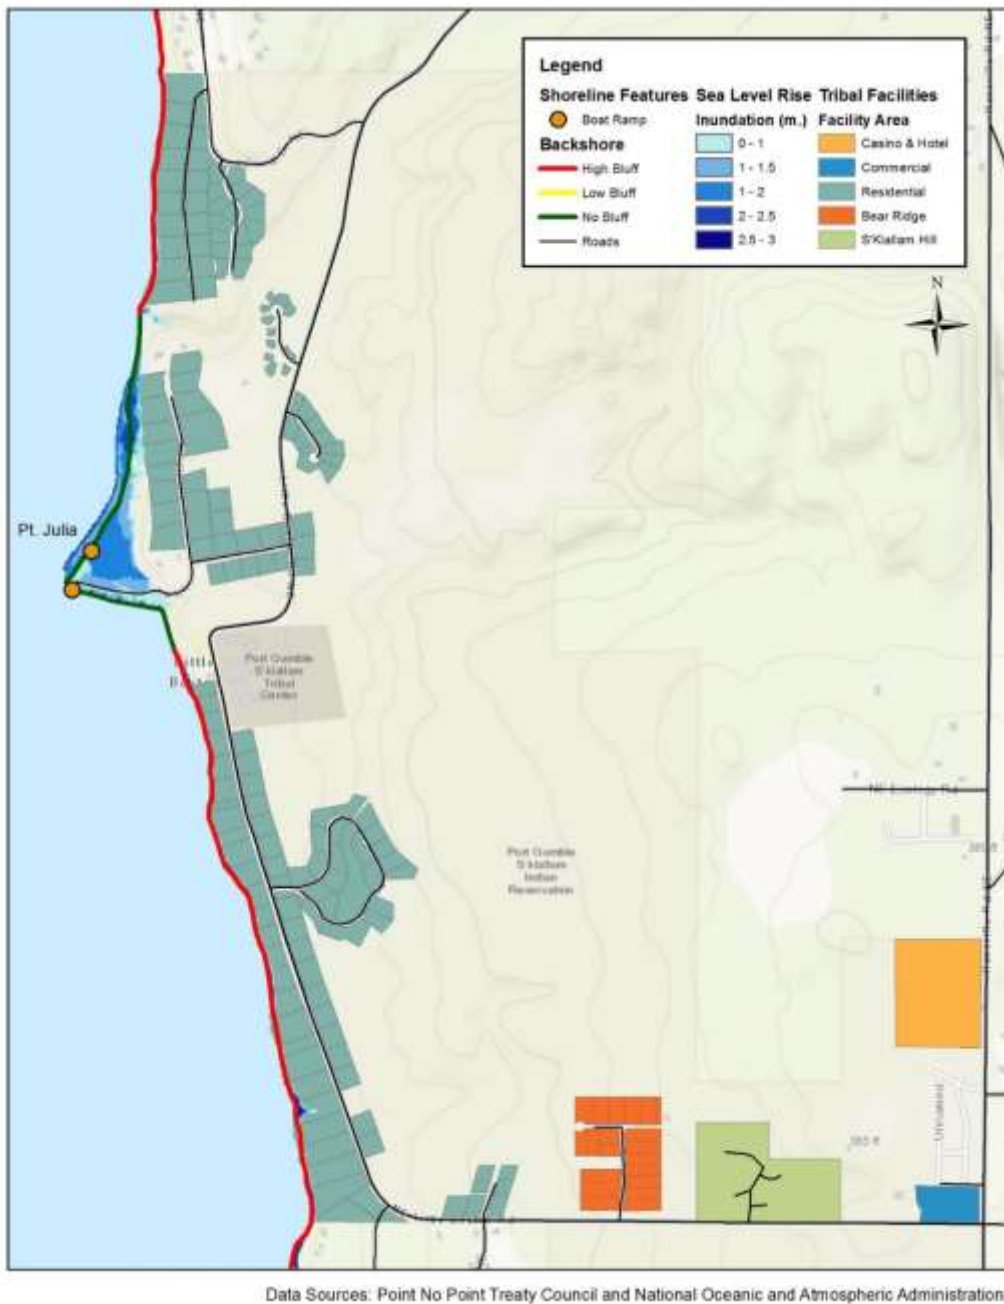 Legend
Shoreline Features
Boat Ramp
Backshore
High Bluff
Low Bluff
No Bluff
Roads
Sea Level Rise
Inundation (m.)
0 - 1
1 - 1.5
1 - 2
2 - 2.5
2.5 - 3
Tribal Facilities
Facility Area
Casino & Hotel
Commercial
Residential
Bear Ridge
S'Klallam Hill
N
Pt. Julia
Port Gamble
S'klallam
Tribal
Center
Port Gamble
S'klallam
Indian
Reservation
Unnamed
Data Sources: Point No Point Treaty Council and National Oceanic and Atmospheric Administration